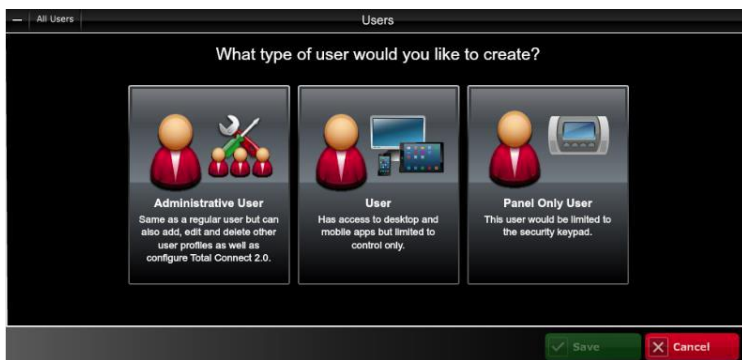 All Users
Users
What type of user would you like to create?
Administrative User
Same as a regular user but can
also add, edit and delete other
user profiles as well as
configure Total Connect 2.0.
User
Has access to desktop and
mobile apps but limited to
control only.
Panel Only User
This user would be limited to
the security keypad.
Save
Cancel